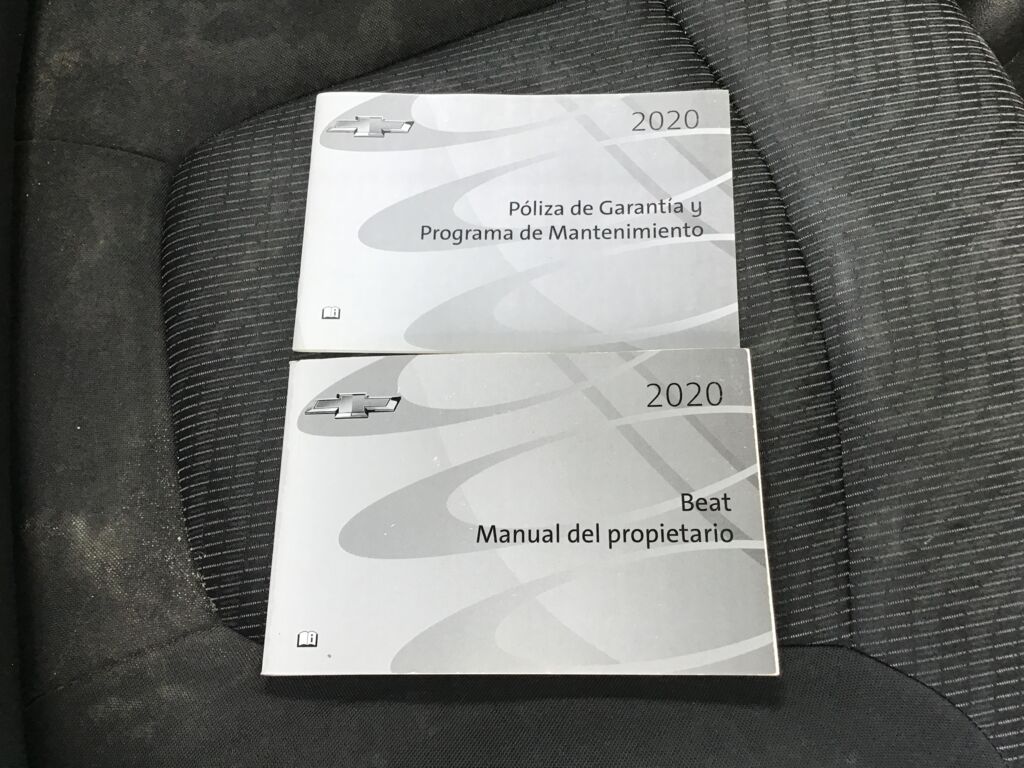 2020
Póliza de Garantía y
Programa de Mantenimiento
2020
Beat
Manual del propietario